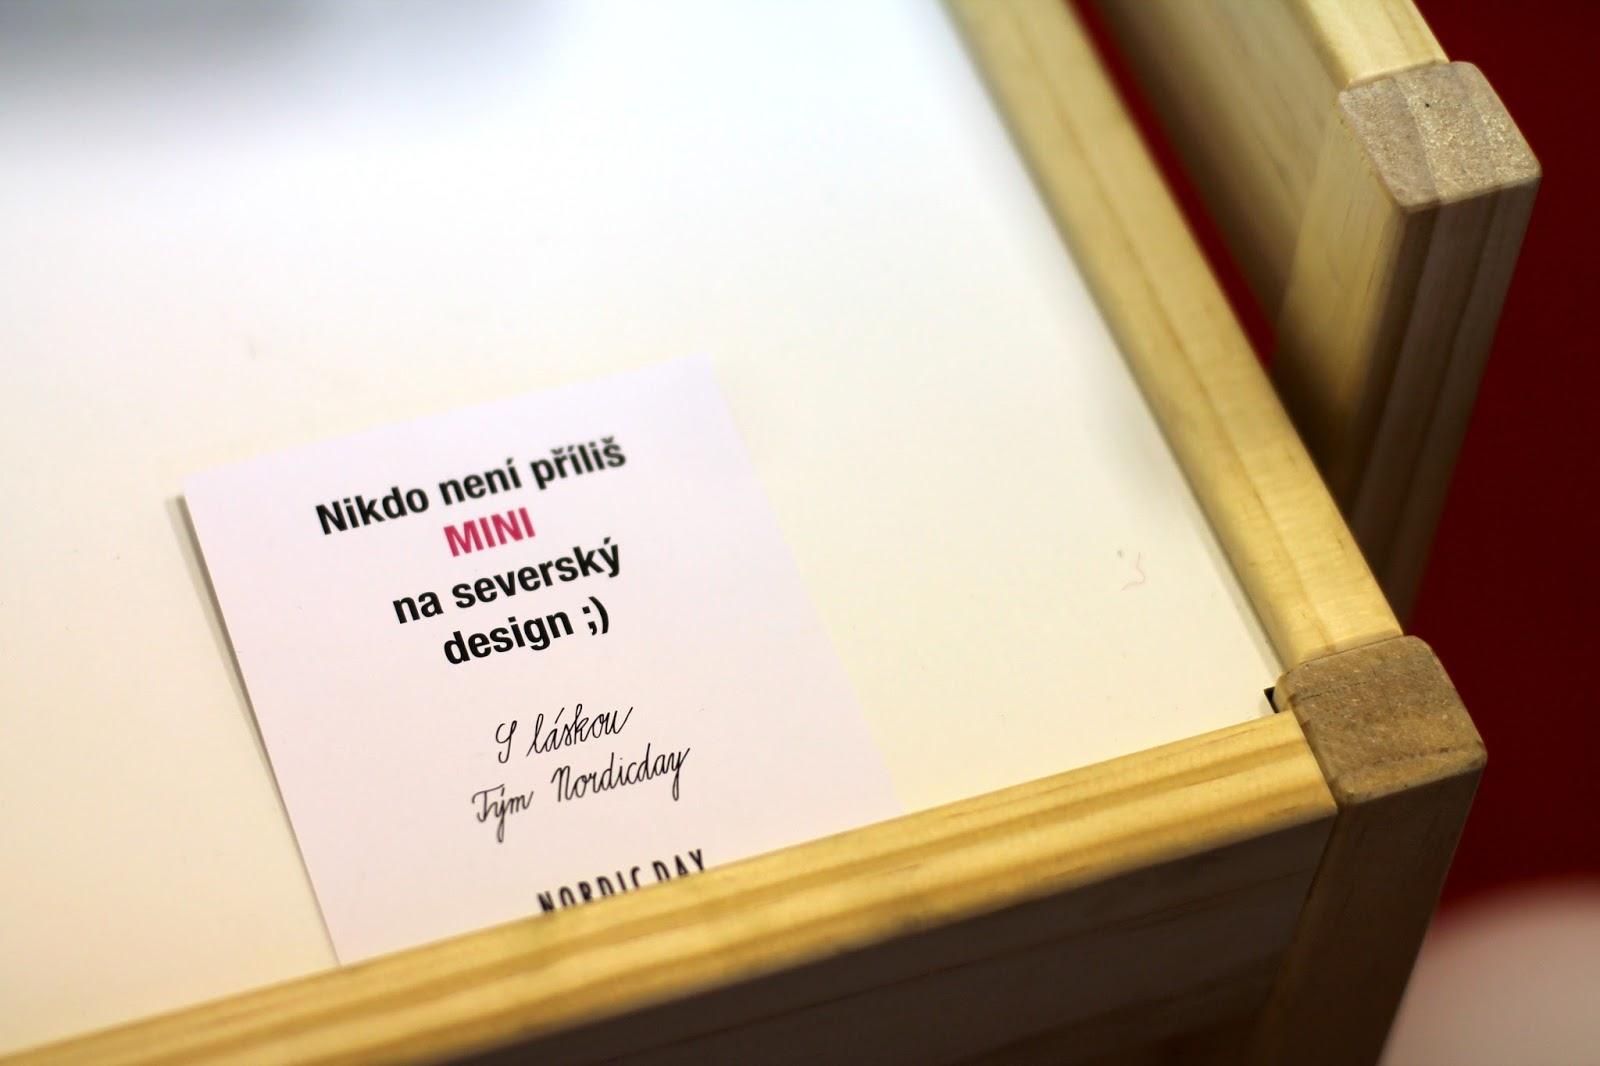 Nikdo není příliš
MINI
na severský
design ;)
S láskou
Tým Nordicday
NORDIC DAY